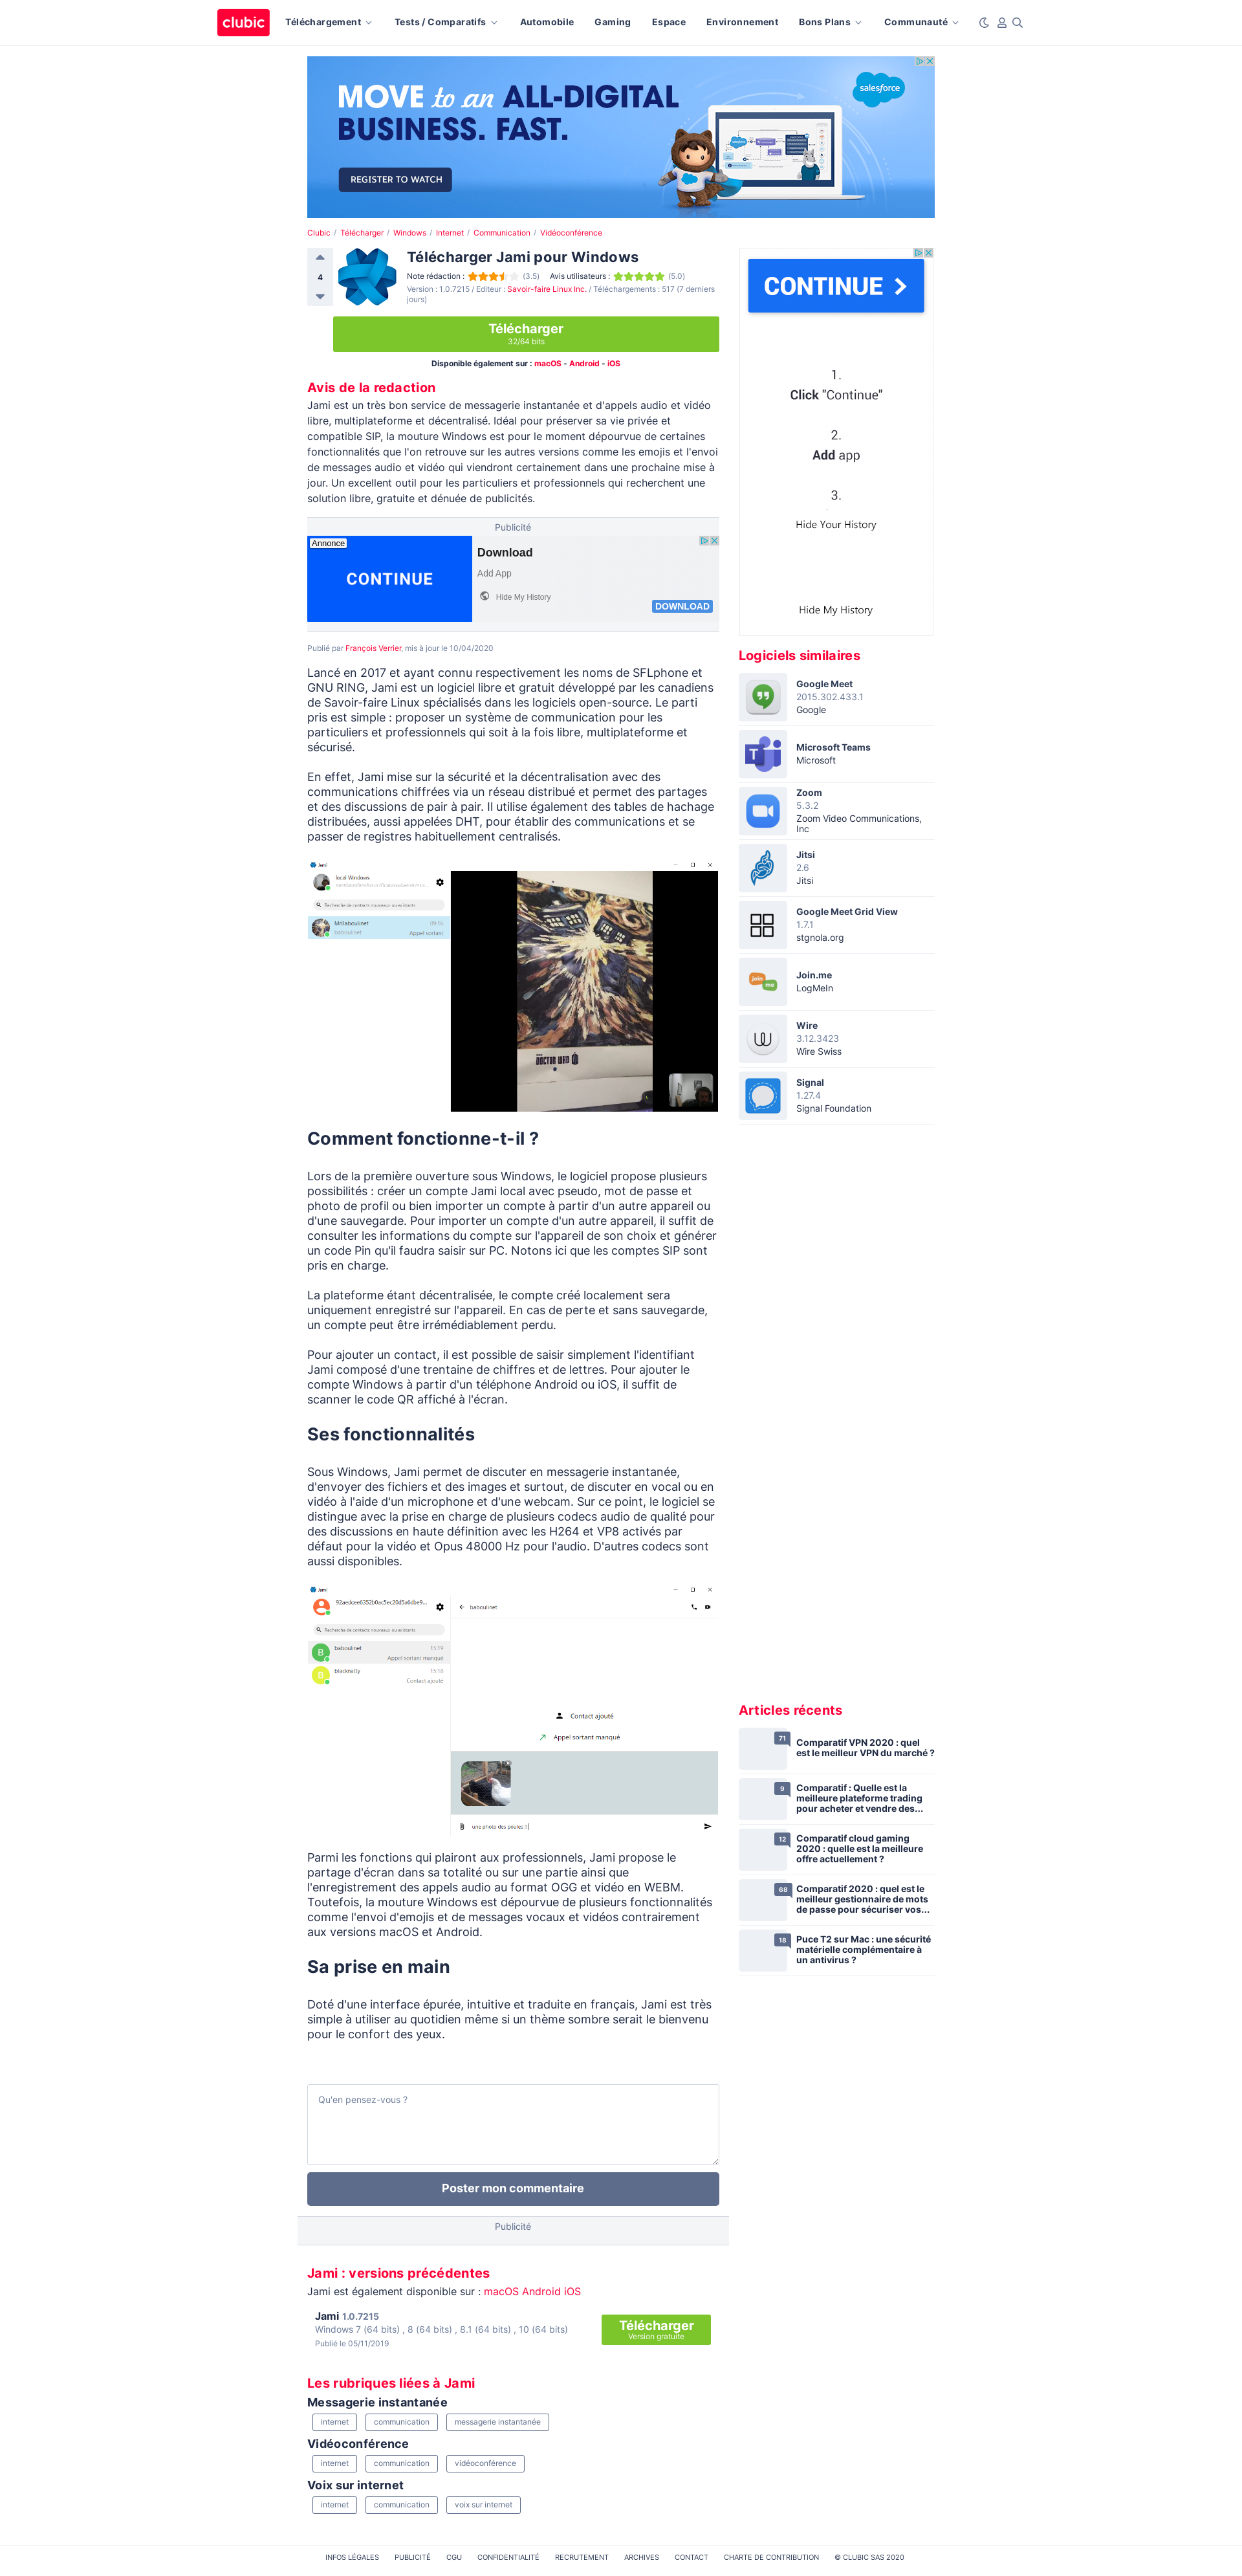 clubic
Téléchargement
Tests / Comparatifs
Automobile
Gaming
Espace
Environnement
Bons Plans
Communauté
MOVE to an ALL-DIGITAL
BUSINESS. FAST.
REGISTER TO WATCH
salesforce
Clubic / Télécharger / Windows / Internet / Communication / Vidéoconférence
4
Télécharger Jami pour Windows
Note rédaction : (3.5) Avis utilisateurs : (5.0)
Version : 1.0.7215 / Editeur : Savoir-faire Linux Inc. / Téléchargements : 517 (7 derniers
jours)
Télécharger
32/64 bits
Disponible également sur : macOS - Android - iOS
Avis de la redaction
Jami est un très bon service de messagerie instantanée et d'appels audio et vidéo
libre, multiplateforme et décentralisé. Idéal pour préserver sa vie privée et
compatible SIP, la mouture Windows est pour le moment dépourvue de certaines
fonctionnalités que l'on retrouve sur les autres versions comme les emojis et l'envoi
de messages audio et vidéo qui viendront certainement dans une prochaine mise à
jour. Un excellent outil pour les particuliers et professionnels qui recherchent une
solution libre, gratuite et dénuée de publicités.
Publicité
Annonce
CONTINUE
Download
Add App
Hide My History
DOWNLOAD
Publié par François Verrier, mis à jour le 10/04/2020
Lancé en 2017 et ayant connu respectivement les noms de SFLphone et
GNU RING, Jami est un logiciel libre et gratuit développé par les canadiens
de Savoir-faire Linux spécialisés dans les logiciels open-source. Le parti
pris est simple : proposer un système de communication pour les
particuliers et professionnels qui soit à la fois libre, multiplateforme et
sécurisé.
En effet, Jami mise sur la sécurité et la décentralisation avec des
communications chiffrées via un réseau distribué et permet des partages
et des discussions de pair à pair. Il utilise également des tables de hachage
distribuées, aussi appelées DHT, pour établir des communications et se
passer de registres habituellement centralisés.
Jami
local Windows
Recherche de contacts nouveaux ou existants
Millaboulinet
09:56
baboulinet
Appel sortant
DOCTOR WHO
Comment fonctionne-t-il ?
Lors de la première ouverture sous Windows, le logiciel propose plusieurs
possibilités : créer un compte Jami local avec pseudo, mot de passe et
photo de profil ou bien importer un compte à partir d'un autre appareil ou
d'une sauvegarde. Pour importer un compte d'un autre appareil, il suffit de
consulter les informations du compte sur l'appareil de son choix et générer
un code Pin qu'il faudra saisir sur PC. Notons ici que les comptes SIP sont
pris en charge.
La plateforme étant décentralisée, le compte créé localement sera
uniquement enregistré sur l'appareil. En cas de perte et sans sauvegarde,
un compte peut être irrémédiablement perdu.
Pour ajouter un contact, il est possible de saisir simplement l'identifiant
Jami composé d'une trentaine de chiffres et de lettres. Pour ajouter le
compte Windows à partir d'un téléphone Android ou iOS, il suffit de
scanner le code QR affiché à l'écran.
Ses fonctionnalités
Sous Windows, Jami permet de discuter en messagerie instantanée,
d'envoyer des fichiers et des images et surtout, de discuter en vocal ou en
vidéo à l'aide d'un microphone et d'une webcam. Sur ce point, le logiciel se
distingue avec la prise en charge de plusieurs codecs audio de qualité pour
des discussions en haute définition avec les H264 et VP8 activés par
défaut pour la vidéo et Opus 48000 Hz pour l'audio. D'autres codecs sont
aussi disponibles.
Jami
92aerdcee6352b0ac5ec20d5a6dbe9...
baboulinet
Recherche de contacts nouveaux ou existants
B
baboulinet
15:19
Appel sortant manqué
B
blacknelly
15:18
Contact ajouté
Contact ajouté
Appel sortant manqué
une photo des poules !!
Parmi les fonctions qui plairont aux professionnels, Jami propose le
partage d'écran dans sa totalité ou sur une partie ainsi que
l'enregistrement des appels audio au format OGG et vidéo en WEBM.
Toutefois, la mouture Windows est dépourvue de plusieurs fonctionnalités
comme l'envoi d'emojis et de messages vocaux et vidéos contrairement
aux versions macOS et Android.
Sa prise en main
Doté d'une interface épurée, intuitive et traduite en français, Jami est très
simple à utiliser au quotidien même si un thème sombre serait le bienvenu
pour le confort des yeux.
Qu'en pensez-vous ?
Poster mon commentaire
Publicité
Jami : versions précédentes
Jami est également disponible sur : macOS Android iOS
Jami 1.0.7215
Windows 7 (64 bits) , 8 (64 bits) , 8.1 (64 bits) , 10 (64 bits)
Publié le 05/11/2019
Télécharger
Version gratuite
Les rubriques liées à Jami
Messagerie instantanée
internet communication messagerie instantanée
Vidéoconférence
internet communication vidéoconférence
Voix sur internet
internet communication voix sur internet
CONTINUE
1.
Click "Continue"
2.
Add app
3.
Hide Your History
Hide My History
Logiciels similaires
Google Meet
2015.302.433.1
Google
Microsoft Teams
Microsoft
Zoom
5.3.2
Zoom Video Communications,
Inc
Jitsi
2.6
Jitsi
Google Meet Grid View
1.7.1
stgnola.org
join
me
Join.me
LogMeIn
Wire
3.12.3423
Wire Swiss
Signal
1.27.4
Signal Foundation
Articles récents
71
Comparatif VPN 2020 : quel
est le meilleur VPN du marché ?
9
Comparatif : Quelle est la
meilleure plateforme trading
pour acheter et vendre des...
12
Comparatif cloud gaming
2020 : quelle est la meilleure
offre actuellement ?
68
Comparatif 2020 : quel est le
meilleur gestionnaire de mots
de passe pour sécuriser vos...
18
Puce T2 sur Mac : une sécurité
matérielle complémentaire à
un antivirus ?
INFOS LÉGALES PUBLICITÉ CGU CONFIDENTIALITÉ RECRUTEMENT ARCHIVES CONTACT CHARTE DE CONTRIBUTION © CLUBIC SAS 2020